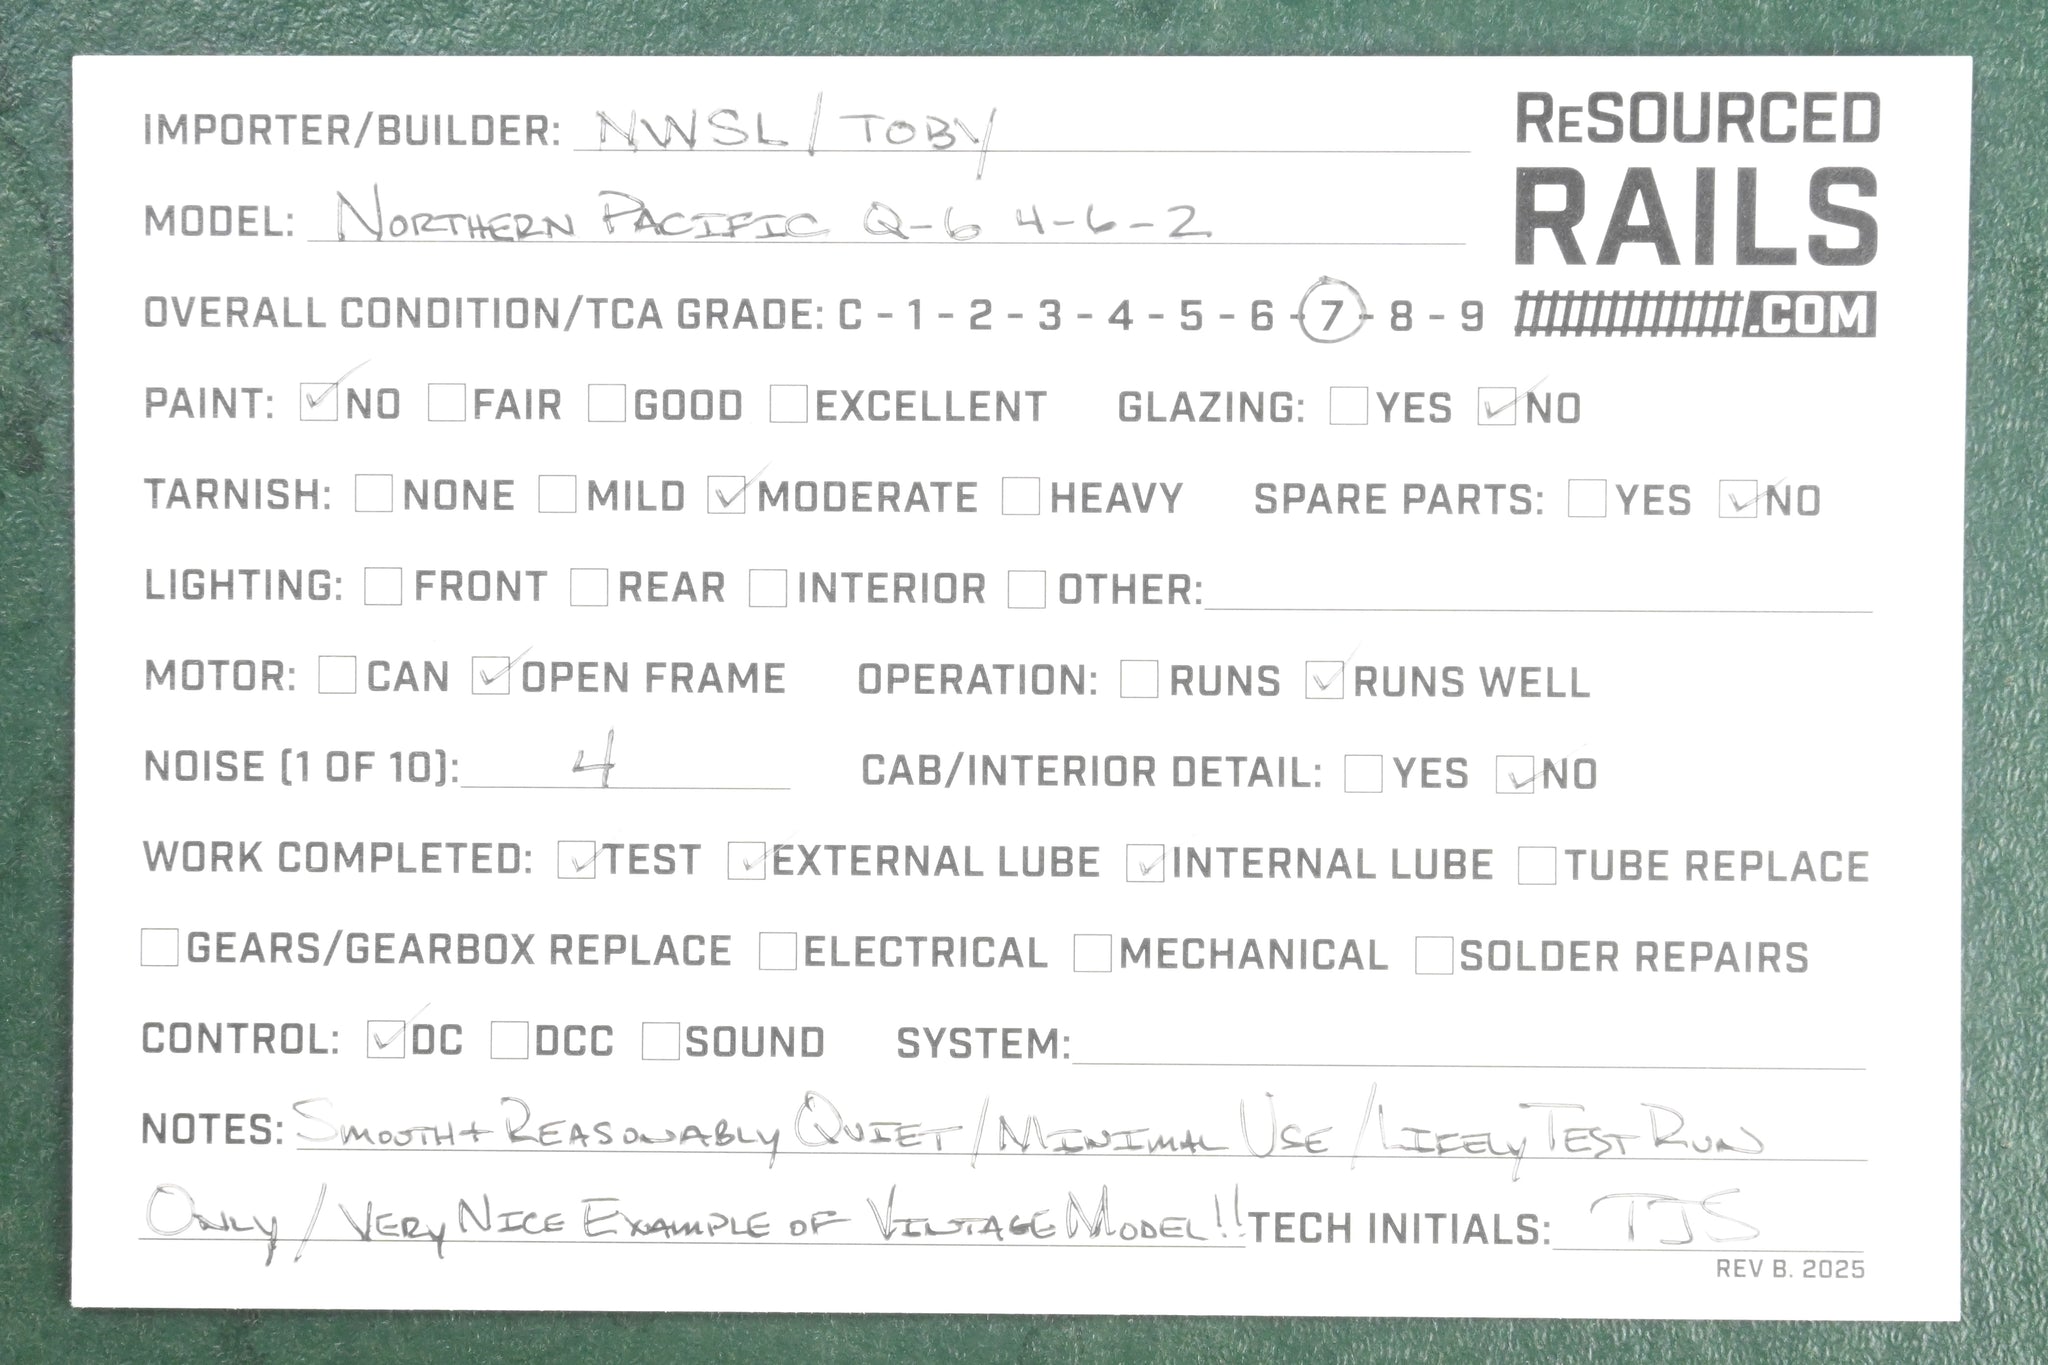 IMPORTER/BUILDER: NWSL / TOBY
RESOURCED
RAILS
.COM
MODEL: NORTHERN PACIFIC Q-6 4-6-2
OVERALL CONDITION/TCA GRADE: C - 1 - 2 - 3 - 4 - 5 - 6 - 7 - 8 - 9
PAINT: NO FAIR GOOD EXCELLENT GLAZING: YES NO
TARNISH: NONE MILD MODERATE HEAVY SPARE PARTS: YES NO
LIGHTING: FRONT REAR INTERIOR OTHER:
MOTOR: CAN OPEN FRAME OPERATION: RUNS RUNS WELL
NOISE (1 OF 10): 4 CAB/INTERIOR DETAIL: YES NO
WORK COMPLETED: TEST EXTERNAL LUBE INTERNAL LUBE TUBE REPLACE
GEARS/GEARBOX REPLACE ELECTRICAL MECHANICAL SOLDER REPAIRS
CONTROL: DC DCC SOUND SYSTEM:
NOTES: SMOOTH + REASONABLY QUIET / MINIMAL USE / LIKELY TEST RUN
ONLY / VERY NICE EXAMPLE OF VINTAGE MODEL!! TECH INITIALS: TJS
REV B. 2025